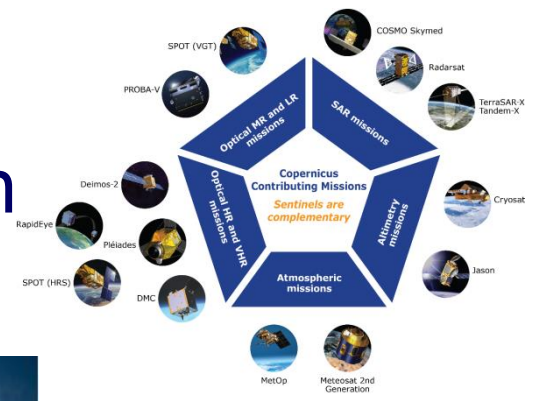 COSMO Skymed
SPOT (VGT)
Radarsat
PROBA-V
TerraSAR-X
Tandem-X
Optical MR and LR
missions
SAR missions
Copernicus
Contributing Missions
Sentinels are
complementary
Deimos-2
Optical HR and VHR
missions
Altimetry
missions
Cryosat
RapidEye
Pléiades
Jason
SPOT (HRS)
DMC
Atmospheric
missions
MetOp
Meteosat 2nd
Generation